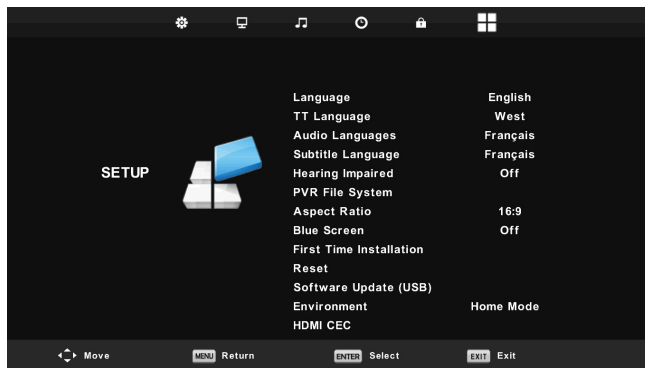 SETUP
Language English
TT Language West
Audio Languages Français
Subtitle Language Français
Hearing Impaired Off
PVR File System
Aspect Ratio 16:9
Blue Screen Off
First Time Installation
Reset
Software Update (USB)
Environment Home Mode
HDMI CEC
Move MENU Return ENTER Select EXIT Exit